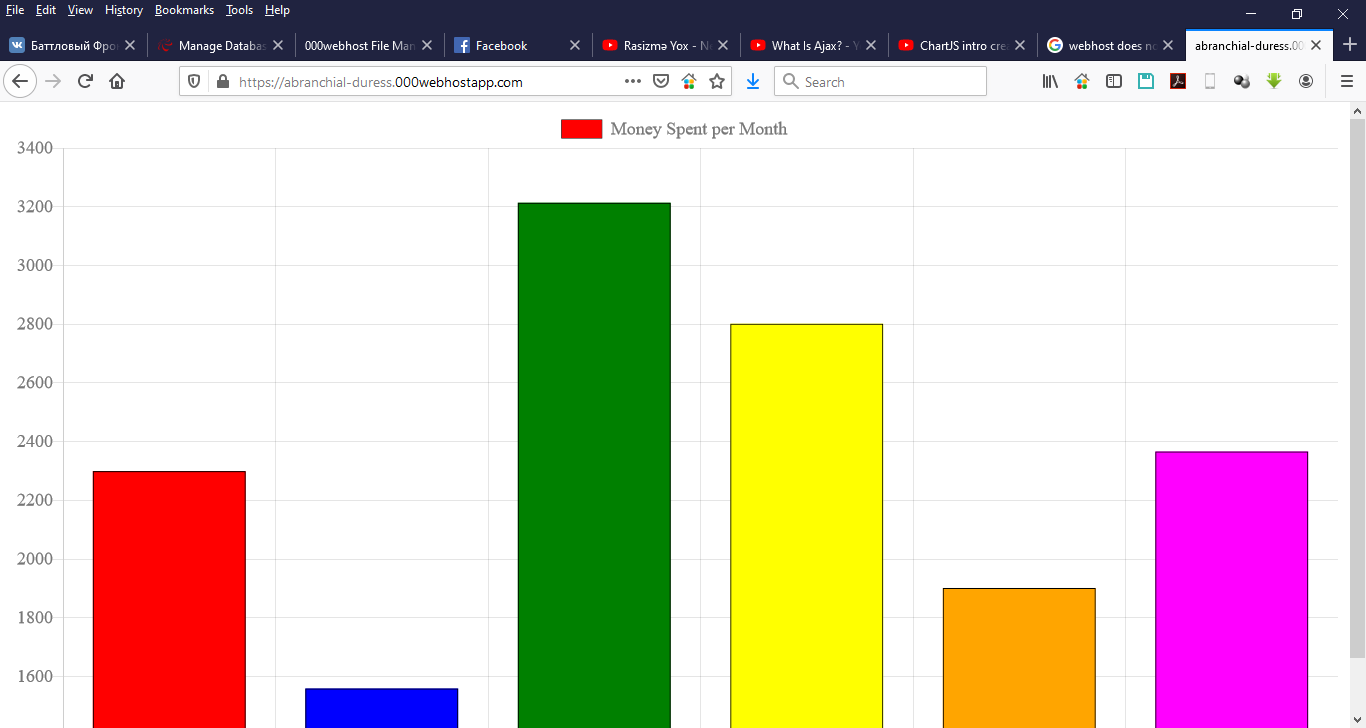 File Edit View History Bookmarks Tools Help
Баттловый Фро Manage Databas 000webhost File Man Facebook Rasizmə Yox - N What Is Ajax? - Y ChartJS intro cre webhost does no abranchial-duress.00
https://abranchial-duress.000webhostapp.com Search
Money Spent per Month
3400
3200
3000
2800
2600
2400
2200
2000
1800
1600